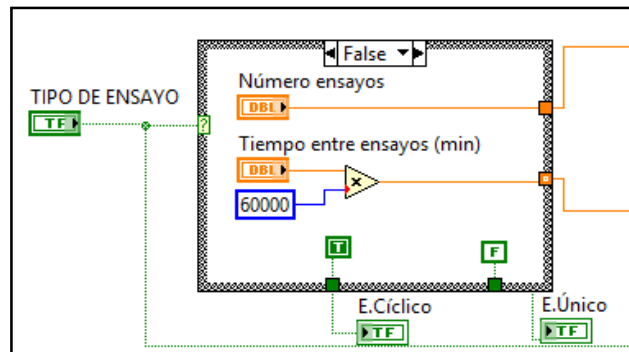 False
Número ensayos
TIPO DE ENSAYO
DBL
TF
?
Tiempo entre ensayos (min)
DBL
x
60000
T
F
E.Cíclico
E.Único
TF
TF